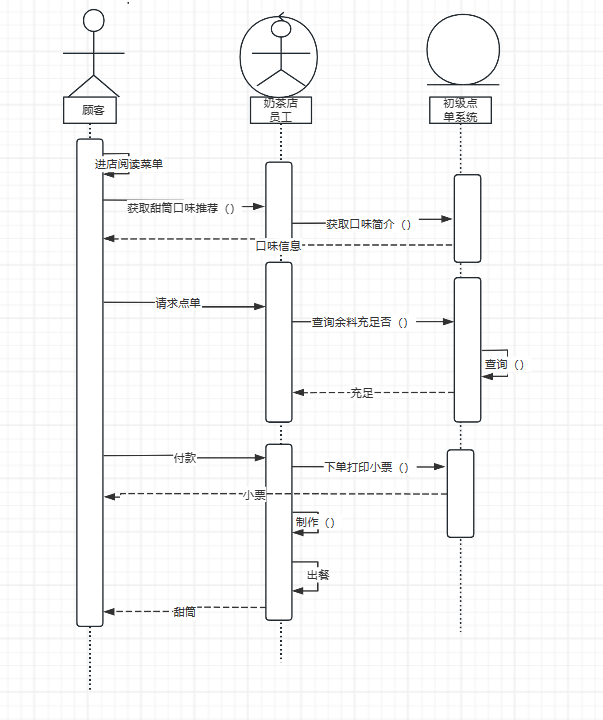 顾客
奶茶店
员工
初级点
单系统
进店阅读菜单
获取甜筒口味推荐（）
获取口味简介（）
口味信息
请求点单
查询余料充足否（）
查询（）
充足
付款
下单打印小票（）
小票
制作（）
出餐
甜筒